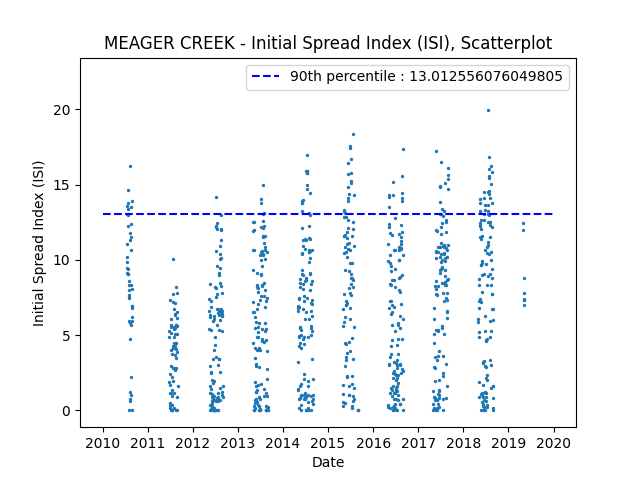 MEAGER CREEK - Initial Spread Index (ISI), Scatterplot
90th percentile : 13.012556076049805
20
15
10
5
0
Initial Spread Index (ISI)
2010 2011 2012 2013 2014 2015 2016 2017 2018 2019 2020
Date